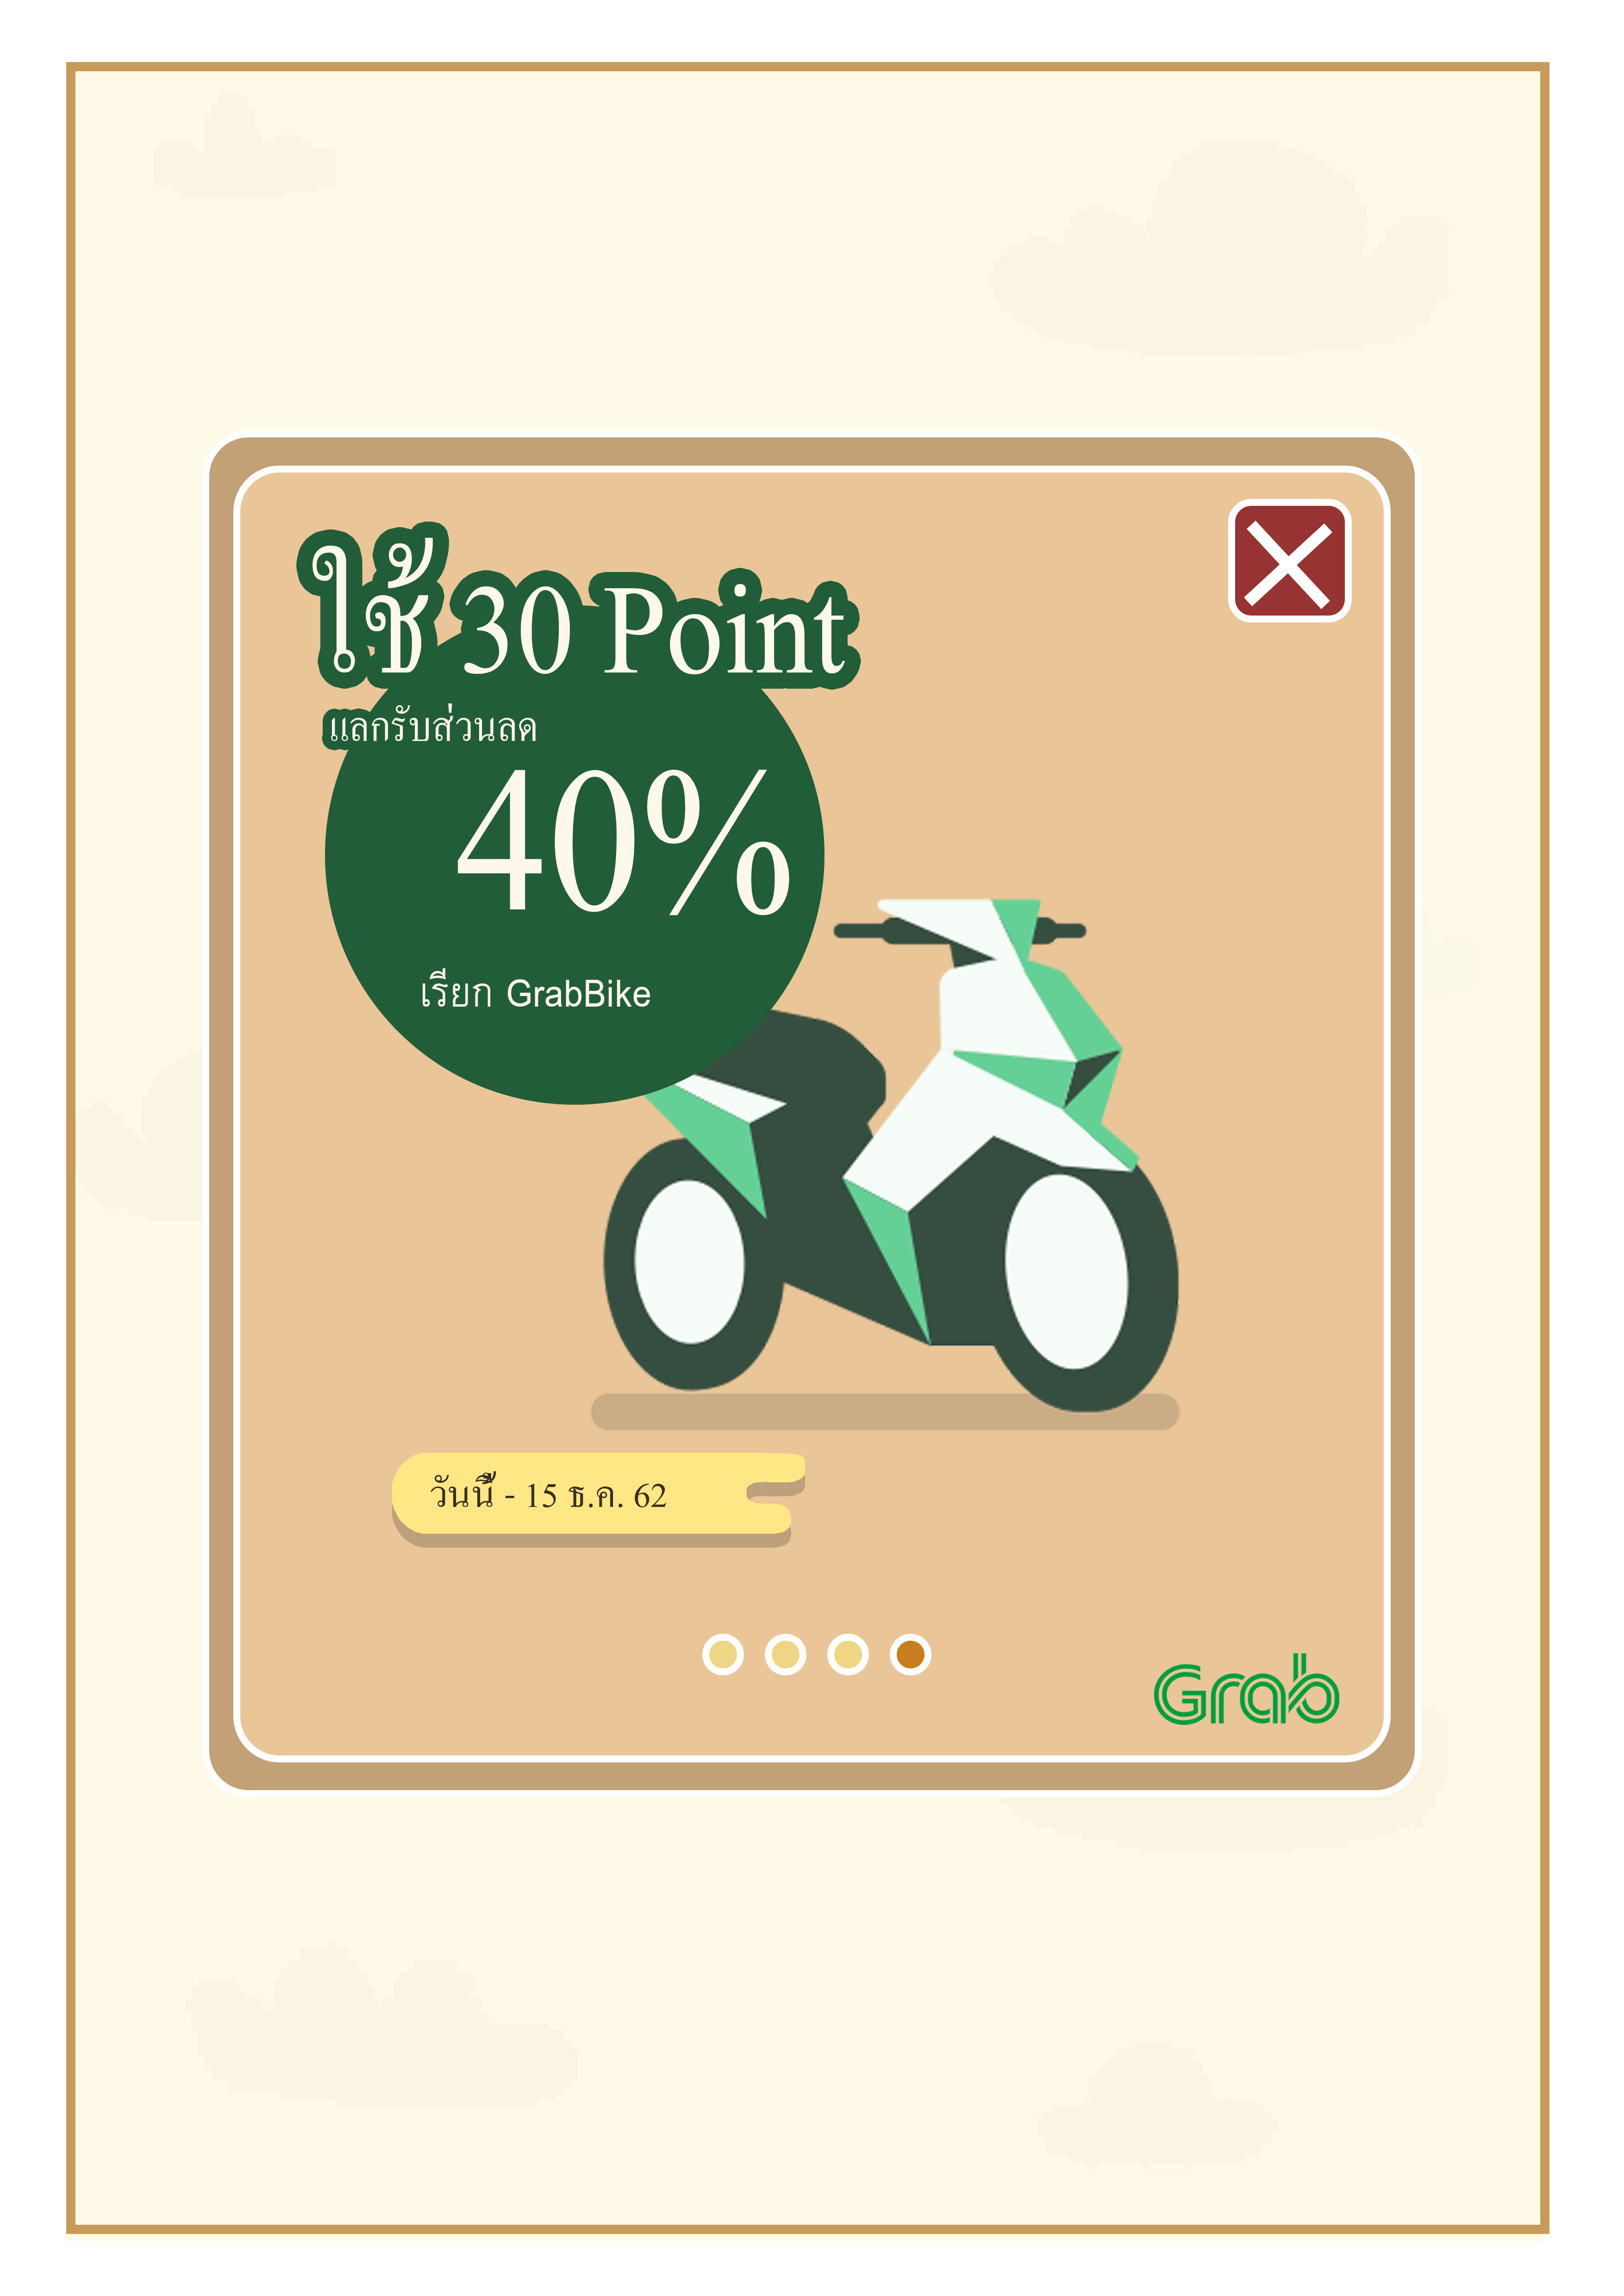 ใช้ 30 Point
แลกรับส่วนลด
40%
เรียก GrabBike
วันนี้ - 15 ธ.ค. 62
Grab